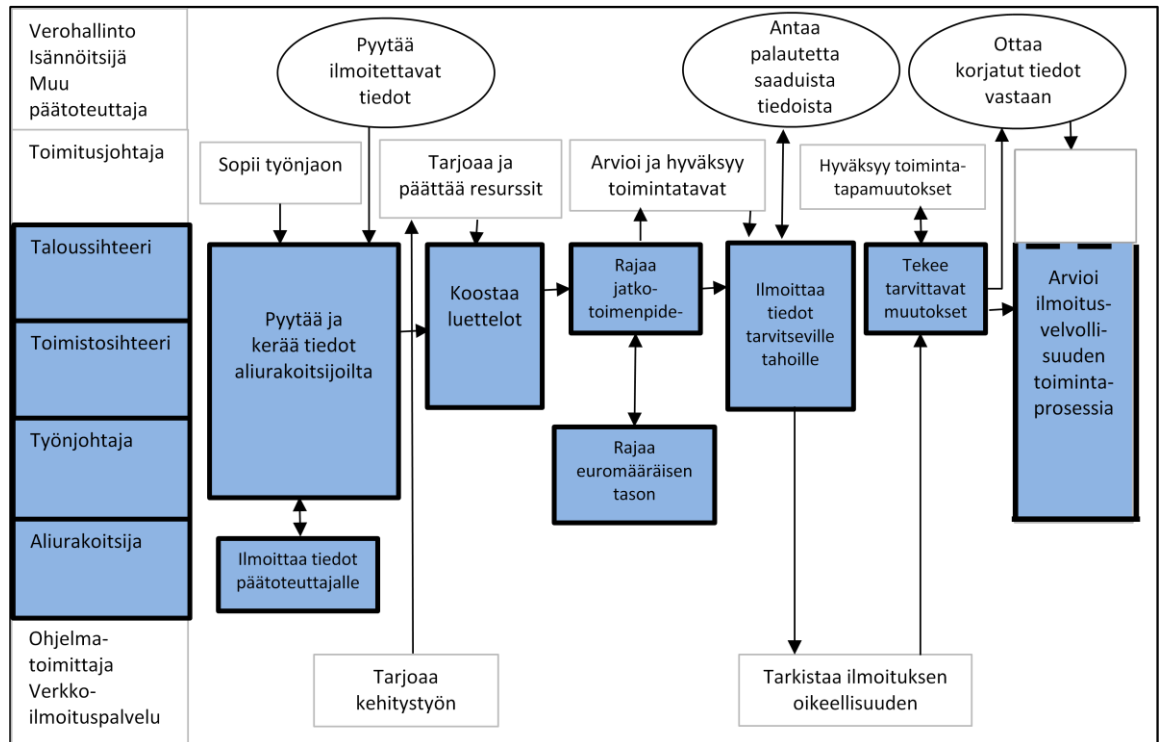 Verohallinto
Isännöitsijä
Muu
päätoteuttaja
Pyytää
ilmoitettavat
tiedot
Antaa
palautetta
saaduista
tiedoista
Ottaa
korjatut tiedot
vastaan
Toimitusjohtaja
Sopii työnjaon
Tarjoaa ja
päättää resurssit
Arvioi ja hyväksyy
toimintatavat
Hyväksyy toiminta-
tapamuutokset
Taloussihteeri
Toimistosihteeri
Työnjohtaja
Aliurakoitsija
Pyytää ja
kerää tiedot
aliurakoitsijoilta
Koostaa
luettelot
Rajaa
jatko-
toimenpide-
Ilmoittaa
tiedot
tarvitseville
tahoille
Tekee
tarvittavat
muutokset
Arvioi
ilmoitus-
velvolli-
suuden
toiminta-
prosessia
Rajaa
euromääräisen
tason
Ilmoittaa tiedot
päätoteuttajalle
Ohjelma-
toimittaja
Verkko-
ilmoituspalvelu
Tarjoaa
kehitystyön
Tarkistaa ilmoituksen
oikeellisuuden